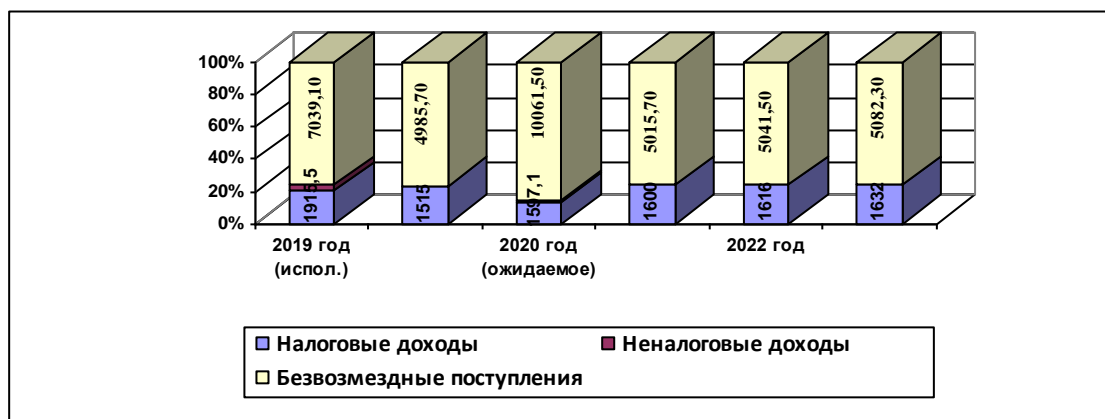 100%
80%
60%
40%
20%
0%
7039,10
4985,70
10061,50
5015,70
5041,50
5082,30
1915,5
1515
1597,1
1600
1616
1632
2019 год
(испол.)
2020 год
(ожидаемое)
2022 год
Налоговые доходы
Неналоговые доходы
Безвозмездные поступления